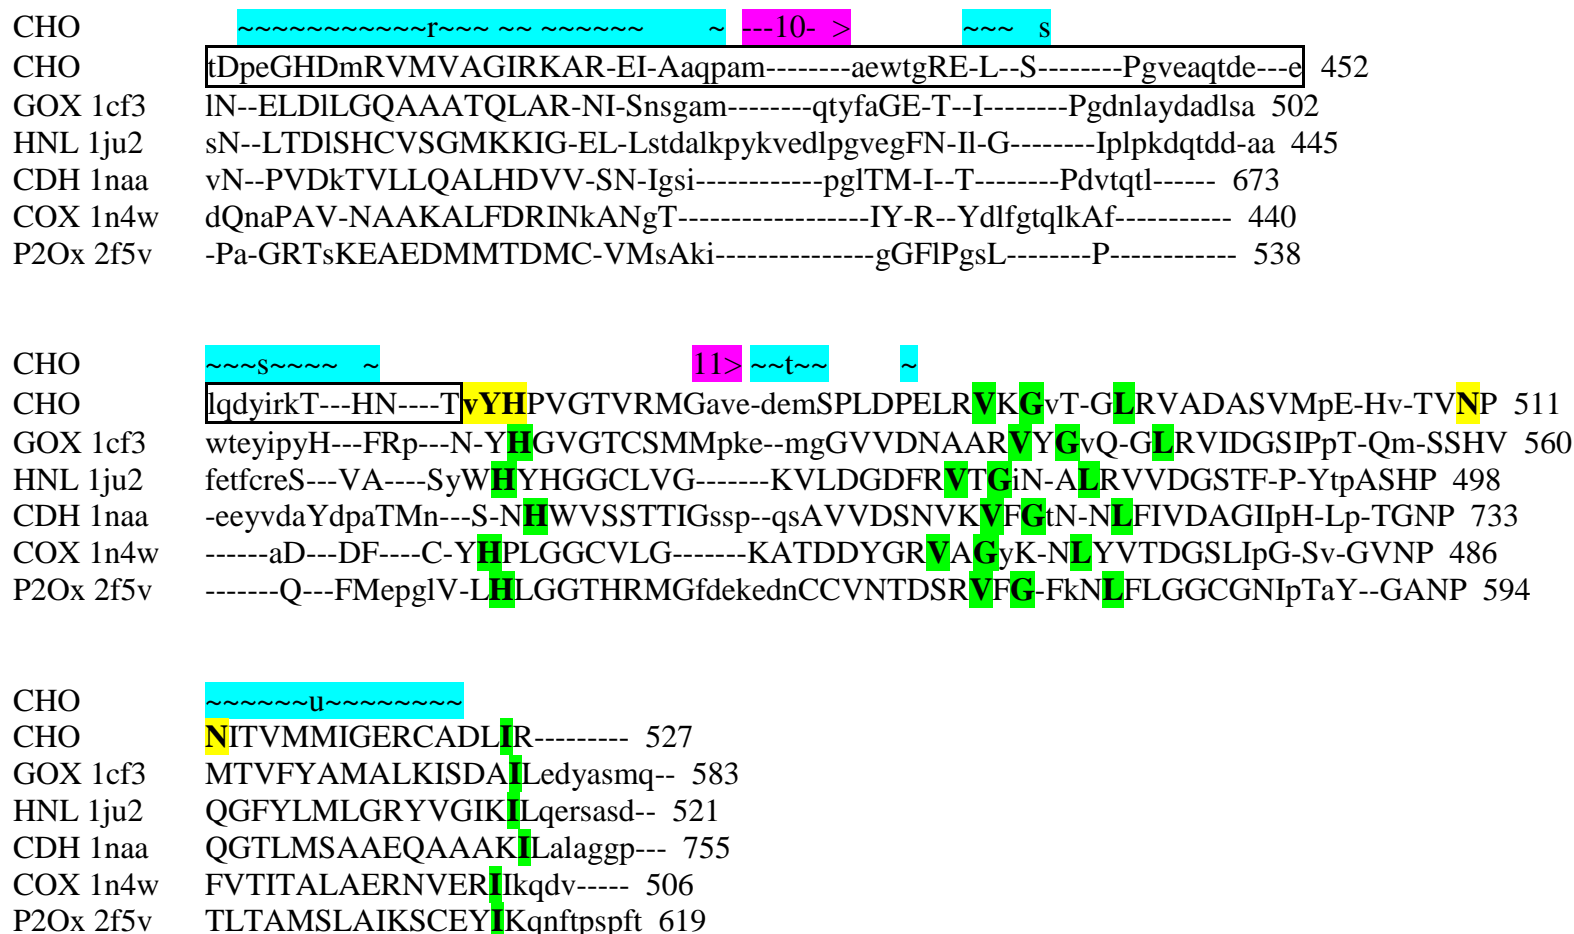 CHO ~~~~~~~~~~~r~~~ ~~ ~~~~~~ ~ ---10- > ~~~ s
CHO tDpeGHDmRVMVAGIRKAR-EI-Aaqpam--------aewtgRE-L--S--------Pgveaqtde---e 452
GOX 1cf3 lN--ELDlLGQAAATQLAR-NI-Snsgam--------qtyfaGE-T--I--------Pgdnlaydadlsa 502
HNL 1ju2 sN--LTDlSHCVSGMKKIG-EL-LstdalkpykvedlpgvegFN-Il-G--------Iplpkdqtdd-aa 445
CDH 1naa vN--PVDkTVLLQALHDVV-SN-Igsi------------pglTM-I--T--------Pdvtqtl------ 673
COX 1n4w dQnaPAV-NAAKALFDRINkANgT------------------IY-R--YdlfgtqlkAf----------- 440
P2Ox 2f5v -Pa-GRTsKEAEDMMTDMC-VMsAki---------------gGFlPgsL--------P------------ 538
CHO ~~~s~~~~ ~ 11> ~~t~~ ~
CHO lqdyirkT---HN----TvYHPVGTVRMGave-demSPLDPELRVKGvT-GLRVADASVMpE-Hv-TVNP 511
GOX 1cf3 wteyipyH---FRp---N-YHGVGTCSMMpke--mgGVVDNAARVYGvQ-GLRVIDGSIPpT-Qm-SSHV 560
HNL 1ju2 fetfcreS---VA----SyWHYHGGCLVG-------KVLDGDFRVTGiN-ALRVVDGSTF-P-YtpASHP 498
CDH 1naa -eeyvdaYdpaTMn---S-NHWVSSTTIGssp--qsAVVDSNVKVFGtN-NLFIVDAGIIpH-Lp-TGNP 733
COX 1n4w -------aD---DF----C-YHPLGGCVLG-------KATDDYGRVAGyK-NLYVTDGSLIpG-Sv-GVNP 486
P2Ox 2f5v -------Q---FMepglV-LHLGGTHRMGfdekednCCVNTDSRVFG-FkNLFLGGCGNIpTaY--GANP 594
CHO ~~~~~~u~~~~~~~~
CHO NITVMMIGERCADLIR--------- 527
GOX 1cf3 MTVFYAMALKISDAILedyasmq-- 583
HNL 1ju2 QGFYLMLGRYVGIKILqersasd-- 521
CDH 1naa QGTLMSAAEQAAAKILalaggp--- 755
COX 1n4w FVTITALAERNVERIIkqdv----- 506
P2Ox 2f5v TLTAMSLAIKSCEYIKqnftpspft 619